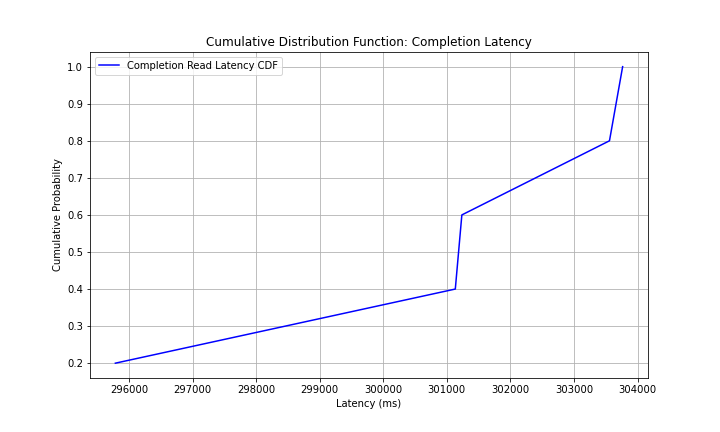 Cumulative Distribution Function: Completion Latency
Completion Read Latency CDF
Cumulative Probability
1.0
0.9
0.8
0.7
0.6
0.5
0.4
0.3
0.2
296000 297000 298000 299000 300000 301000 302000 303000 304000
Latency (ms)